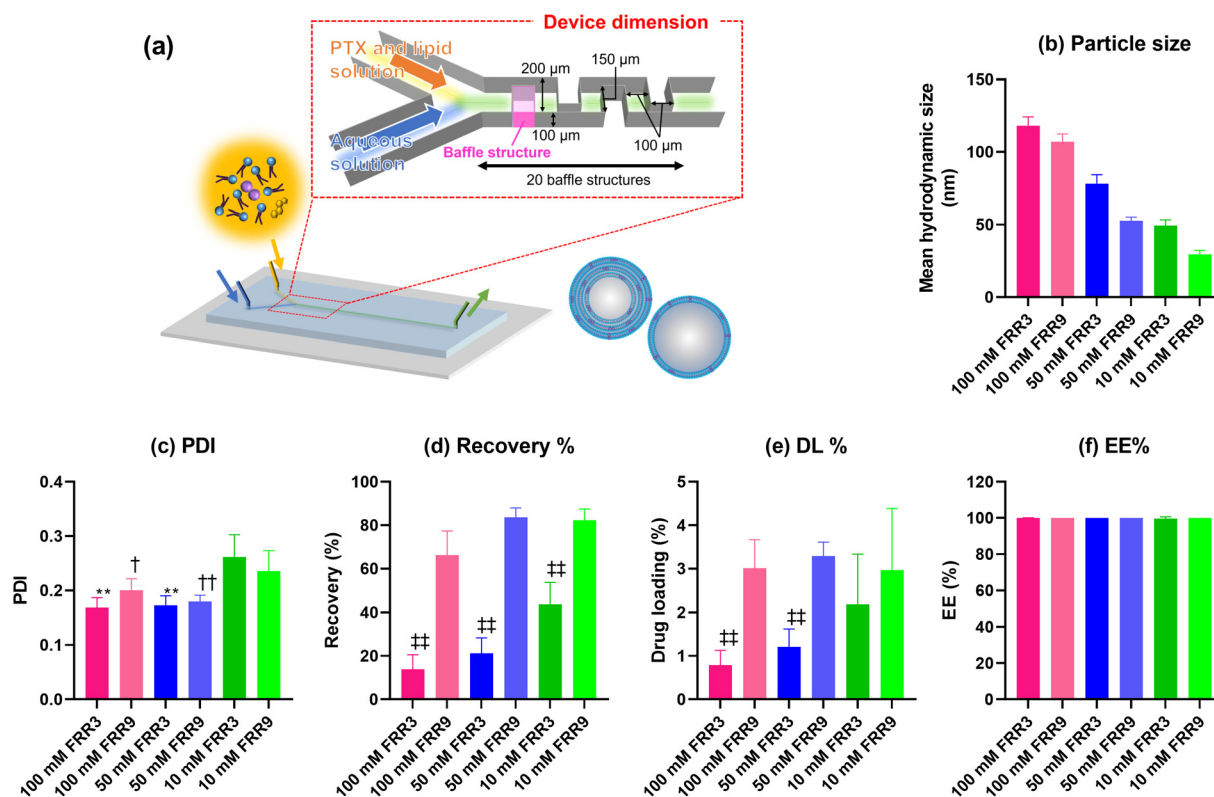 (a)
Device dimension
PTX and lipid
solution
Aqueous
solution
200 μm
150 μm
100 μm
100 μm
Baffle structure
20 baffle structures
(b) Particle size
Mean hydrodynamic size
(nm)
150
100
50
0
100 mM FRR3
100 mM FRR9
50 mM FRR3
50 mM FRR9
10 mM FRR3
10 mM FRR9
(c) PDI
PDI
0.4
0.3
0.2
0.1
0.0
**
†
**
††
100 mM FRR3
100 mM FRR9
50 mM FRR3
50 mM FRR9
10 mM FRR3
10 mM FRR9
(d) Recovery %
Recovery (%)
100
80
60
40
20
0
‡‡
‡‡
‡‡
100 mM FRR3
100 mM FRR9
50 mM FRR3
50 mM FRR9
10 mM FRR3
10 mM FRR9
(e) DL %
Drug loading (%)
5
4
3
2
1
0
‡‡
‡‡
100 mM FRR3
100 mM FRR9
50 mM FRR3
50 mM FRR9
10 mM FRR3
10 mM FRR9
(f) EE%
EE (%)
120
100
80
60
40
20
0
100 mM FRR3
100 mM FRR9
50 mM FRR3
50 mM FRR9
10 mM FRR3
10 mM FRR9